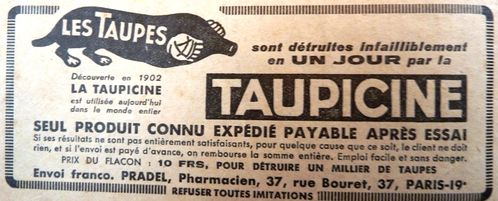 LES TAUPES
sont détruites infailliblement
en UN JOUR par la
Découverte en 1902
LA TAUPICINE
est utilisée aujourd'hui
dans le monde entier
TAUPICINE
SEUL PRODUIT CONNU EXPÉDIÉ PAYABLE APRÈS ESSAI
Si ses résultats ne sont pas entièrement satisfaisants, pour quelque cause que ce soit, le client ne doit
rien, et si l'envoi est payé d'avance, on rembourse la somme entière. Emploi facile et sans danger.
PRIX DU FLACON : 10 FRS, POUR DÉTRUIRE UN MILLIER DE TAUPES
Envoi franco. PRADEL, Pharmacien, 37, rue Bouret, 37, PARIS-19e
REFUSER TOUTES IMITATIONS